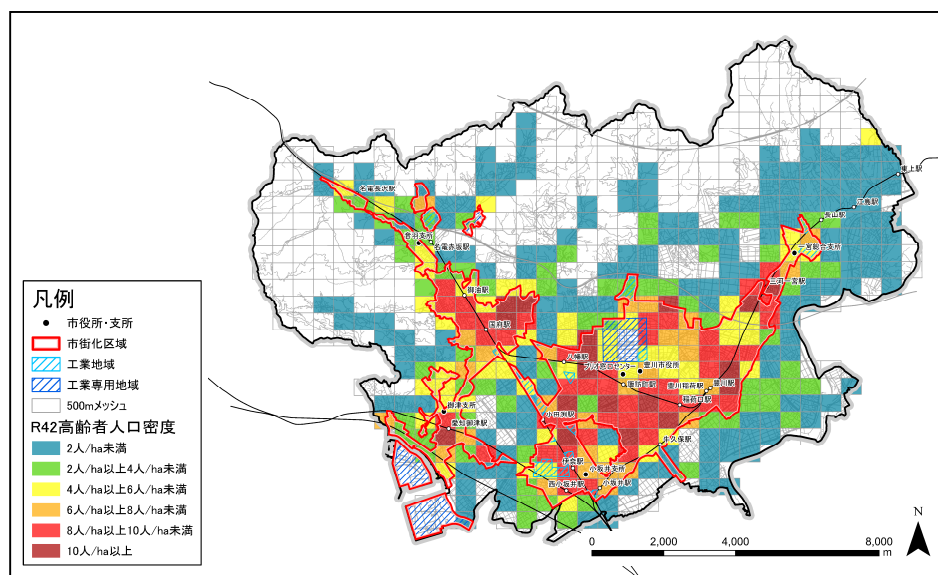 東上駅
江島駅
長山駅
一宮総合支所
三河一宮駅
名電長沢駅
音羽支所
名電赤坂駅
御油駅
国府駅
八幡駅
プリオ窓口センター
豊川市役所
諏訪町駅
豊川稲荷駅
豊川駅
稲荷口駅
御津支所
愛知御津駅
小田渕駅
牛久保駅
伊奈駅
小坂井支所
西小坂井駅
小坂井駅
凡例
市役所・支所
市街化区域
工業地域
工業専用地域
500mメッシュ
R42高齢者人口密度
2人/ha未満
2人/ha以上4人/ha未満
4人/ha以上6人/ha未満
6人/ha以上8人/ha未満
8人/ha以上10人/ha未満
10人/ha以上
N
0 2,000 4,000 8,000
m